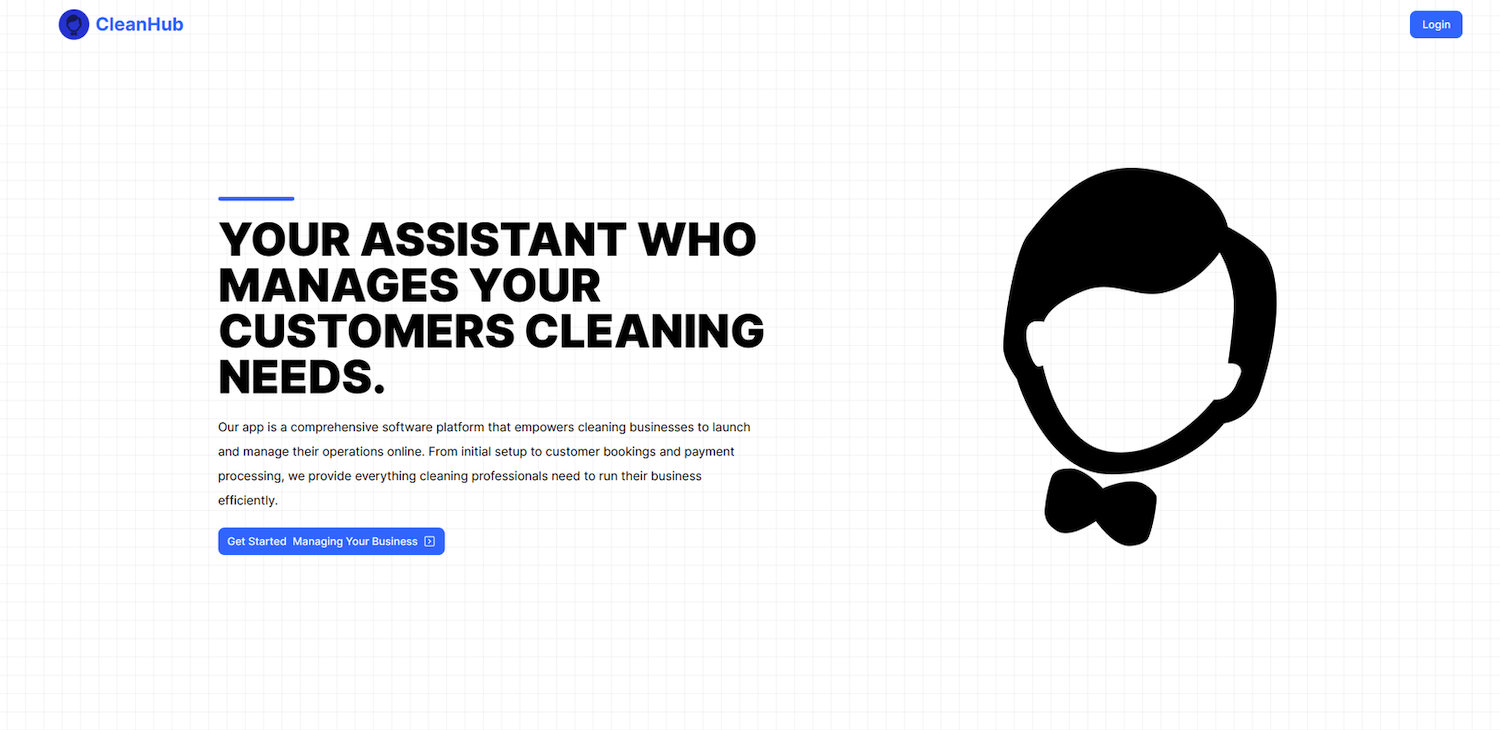 CleanHub
Login
YOUR ASSISTANT WHO
MANAGES YOUR
CUSTOMERS CLEANING
NEEDS.
Our app is a comprehensive software platform that empowers cleaning businesses to launch
and manage their operations online. From initial setup to customer bookings and payment
processing, we provide everything cleaning professionals need to run their business
efficiently.
Get Started  Managing Your Business